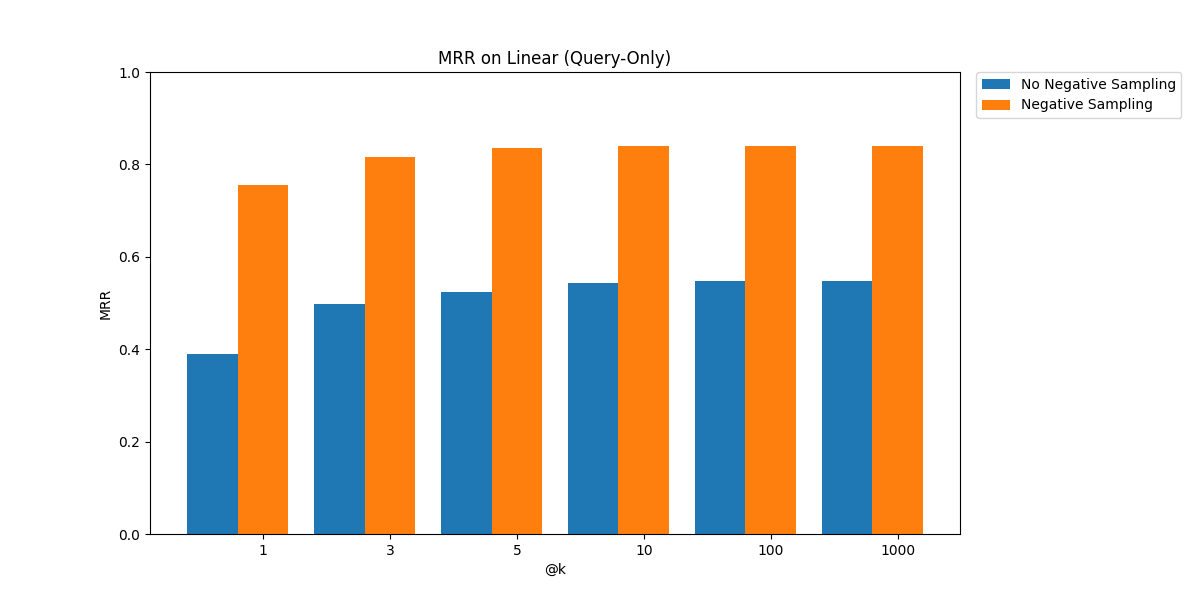 MRR on Linear (Query-Only)
No Negative Sampling
Negative Sampling
1.0
0.8
0.6
0.4
0.2
0.0
MRR
1 3 5 10 100 1000
@k